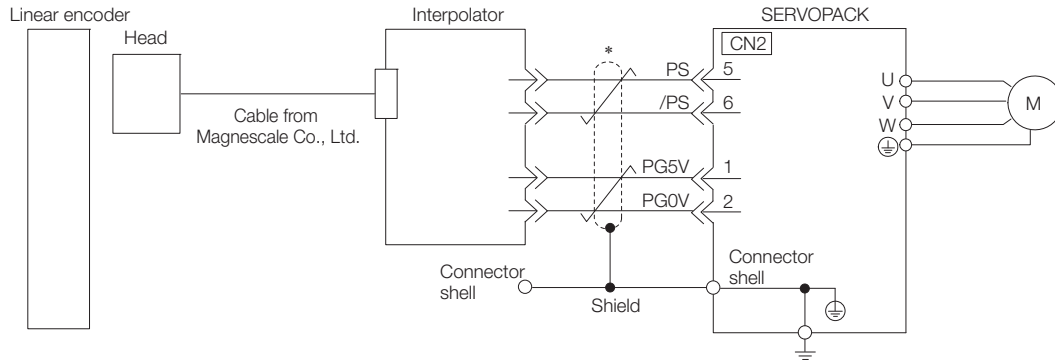 Linear encoder
Head
Cable from
Magnescale Co., Ltd.
Interpolator
*
SERVOPACK
CN2
PS 5
/PS 6
PG5V 1
PG0V 2
U
V
W
M
Connector
shell
Shield
Connector
shell